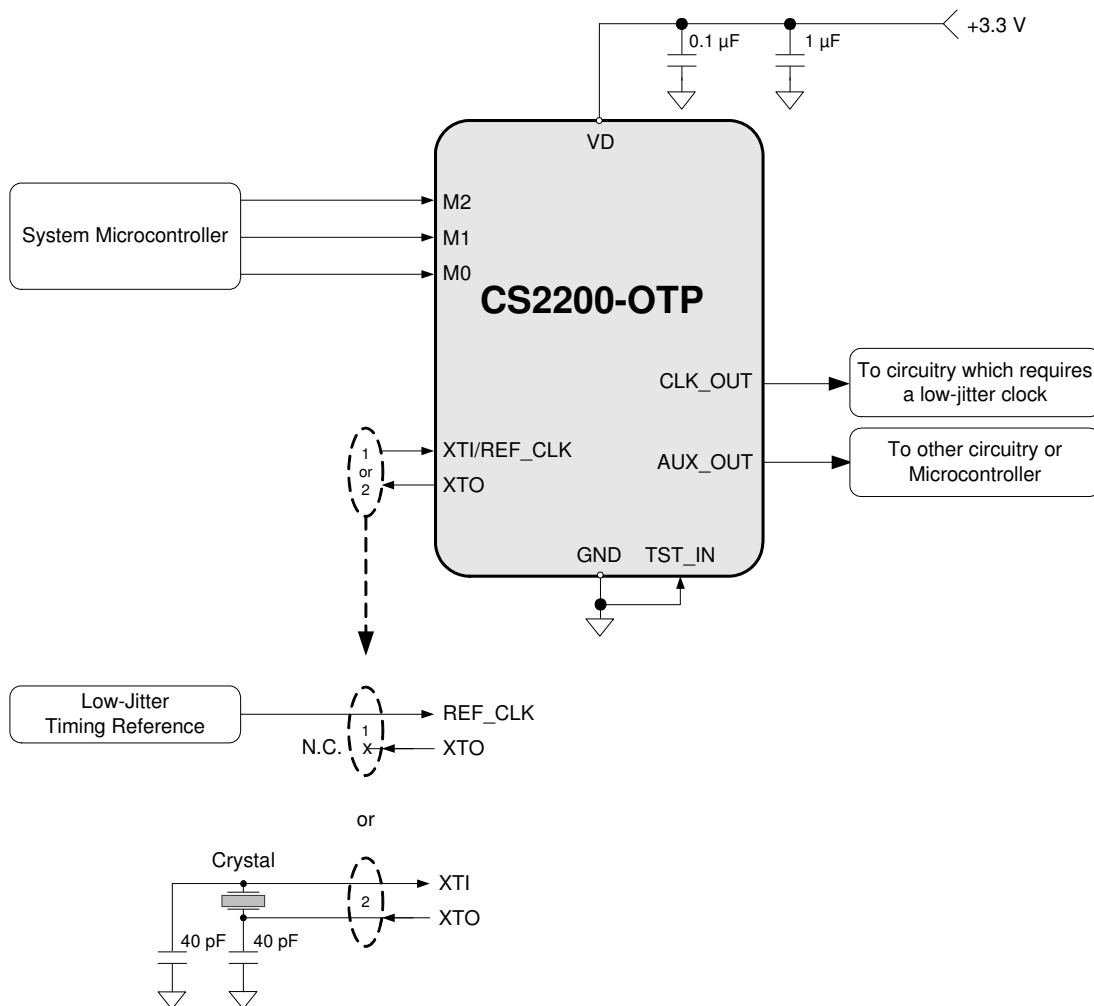 +3.3 V
0.1 µF
1 µF
VD
System Microcontroller
M2
M1
M0
CS2200-OTP
CLK_OUT
To circuitry which requires
a low-jitter clock
AUX_OUT
To other circuitry or
Microcontroller
1
or
2
XTI/REF_CLK
XTO
GND
TST_IN
Low-Jitter
Timing Reference
1
REF_CLK
N.C.
X
XTO
or
Crystal
2
XTI
XTO
40 pF
40 pF